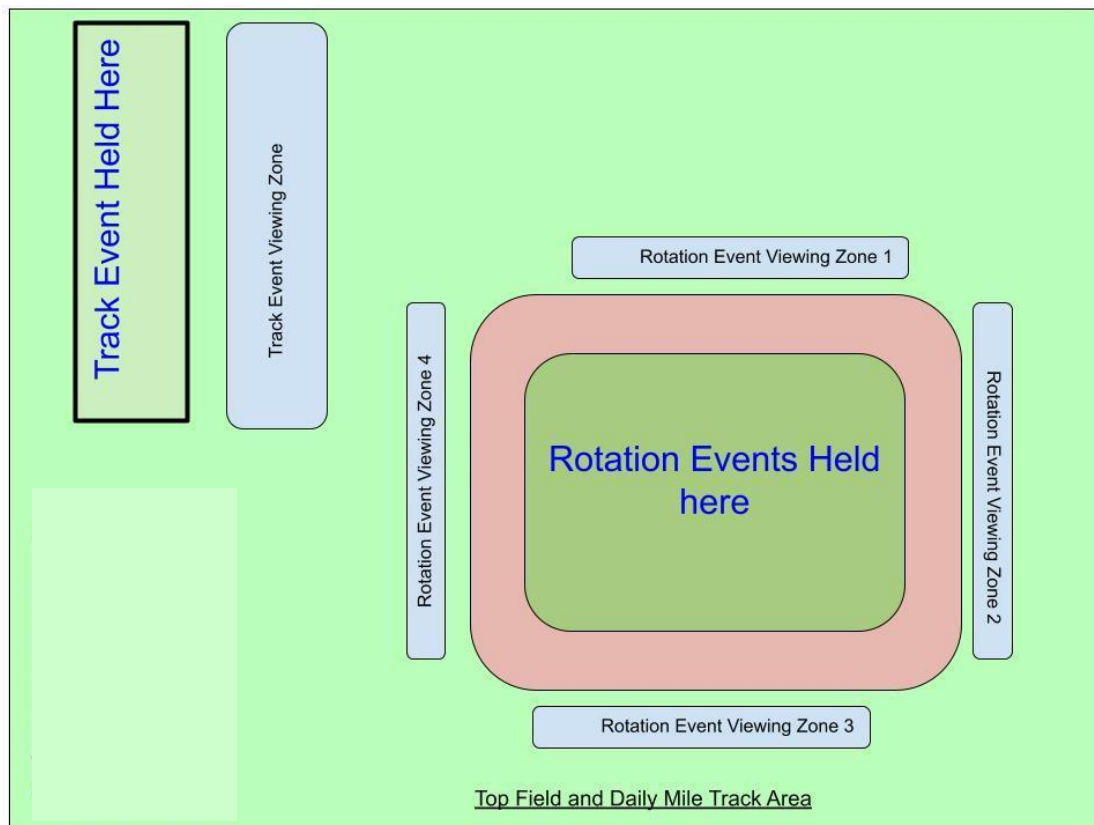 Track Event Held Here
Track Event Viewing Zone
Rotation Event Viewing Zone 1
Rotation Event Viewing Zone 4
Rotation Events Held
here
Rotation Event Viewing Zone 2
Rotation Event Viewing Zone 3
Top Field and Daily Mile Track Area